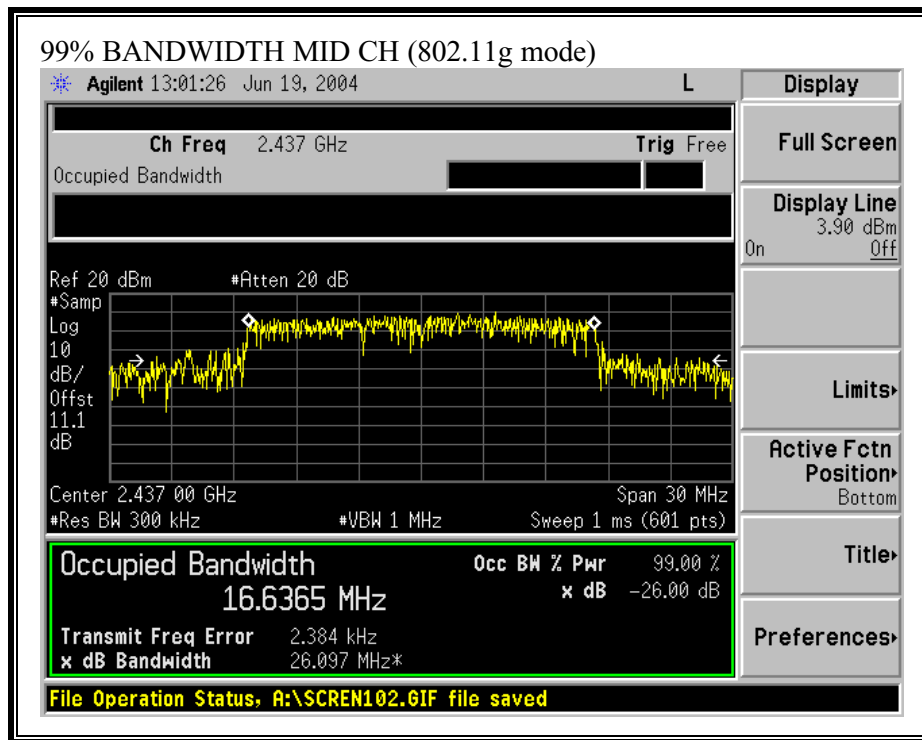 99% BANDWIDTH MID CH (802.11g mode)
Agilent 13:01:26 Jun 19, 2004 L
Display
Ch Freq 2.437 GHz Trig Free
Occupied Bandwidth
Full Screen
Display Line
3.90 dBm
On Off
Ref 20 dBm #Atten 20 dB
#Samp
Log
10
dB/
Offst
11.1
dB
Limits
Active Fctn
Position
Bottom
Center 2.437 00 GHz Span 30 MHz
#Res BW 300 kHz #VBW 1 MHz Sweep 1 ms (601 pts)
Occupied Bandwidth Occ BW % Pwr 99.00 %
16.6365 MHz x dB -26.00 dB
Title
Transmit Freq Error 2.384 kHz
x dB Bandwidth 26.097 MHz*
Preferences
File Operation Status, A:\SCREN102.GIF file saved